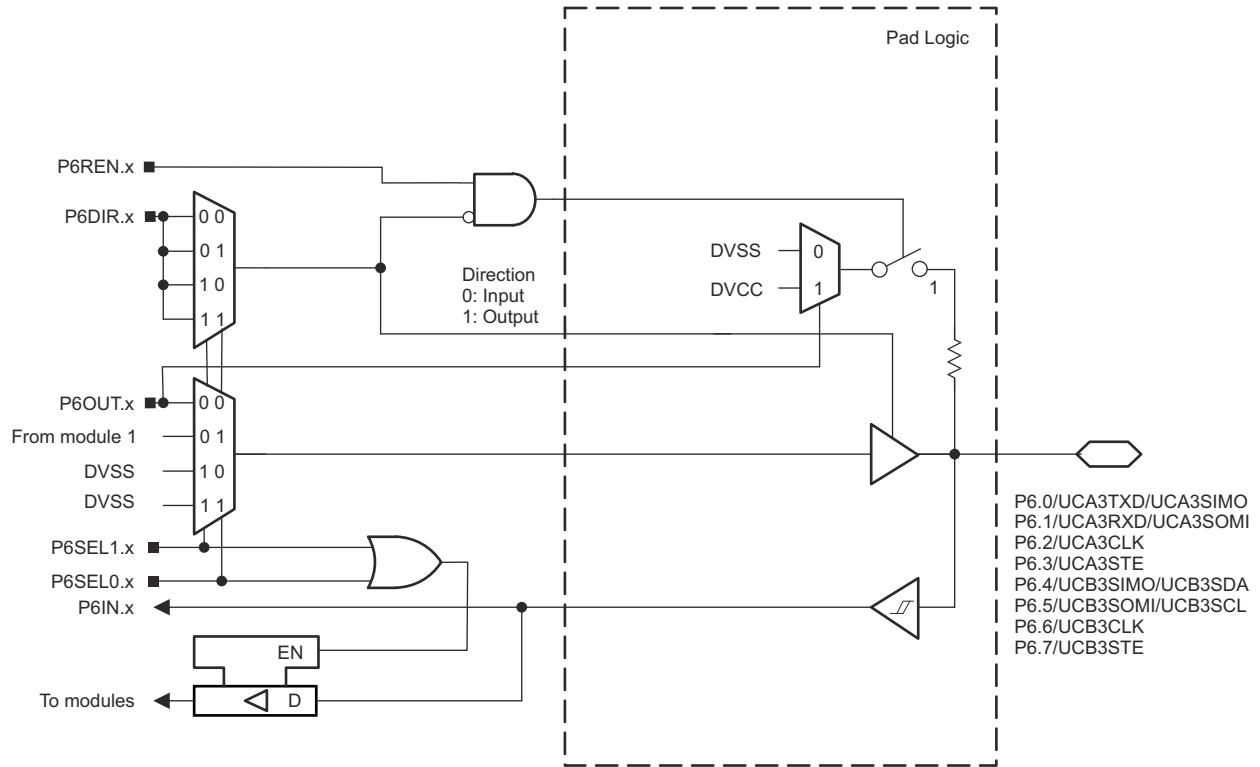 Pad Logic
P6REN.x
P6DIR.x
0 0
0 1
1 0
1 1
Direction
0: Input
1: Output
DVSS
0
DVCC
1
1
P6OUT.x
0 0
From module 1
0 1
DVSS
1 0
DVSS
1 1
P6SEL1.x
P6SEL0.x
P6IN.x
EN
To modules
D
P6.0/UCA3TXD/UCA3SIMO
P6.1/UCA3RXD/UCA3SOMI
P6.2/UCA3CLK
P6.3/UCA3STE
P6.4/UCB3SIMO/UCB3SDA
P6.5/UCB3SOMI/UCB3SCL
P6.6/UCB3CLK
P6.7/UCB3STE